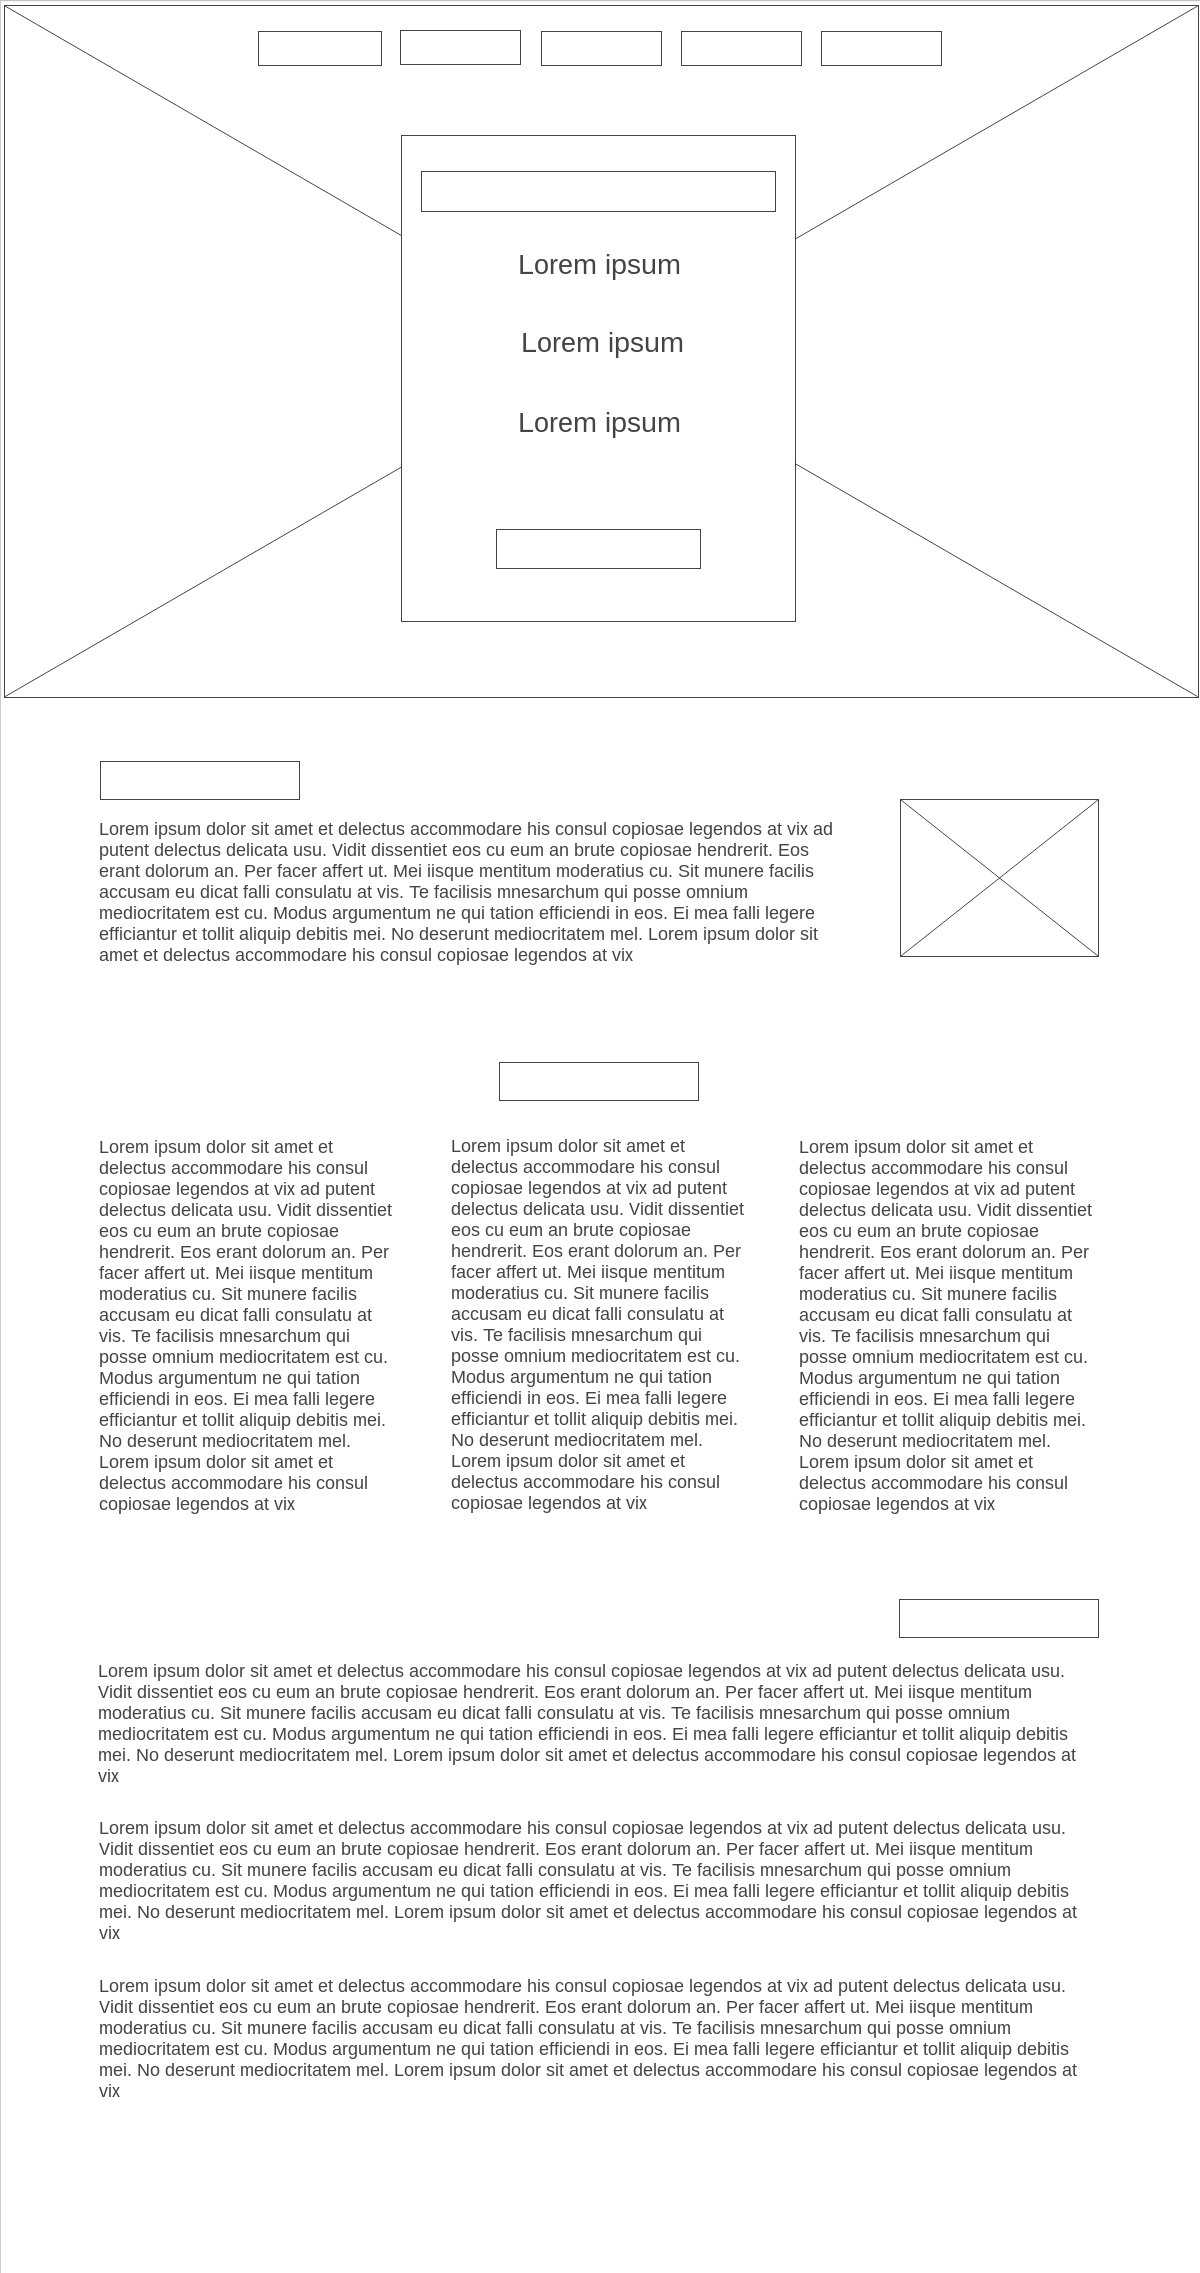 Lorem ipsum
Lorem ipsum
Lorem ipsum
Lorem ipsum dolor sit amet et delectus accommodare his consul copiosae legendos at vix ad
putent delectus delicata usu. Vidit dissentiet eos cu eum an brute copiosae hendrerit. Eos
erant dolorum an. Per facer affert ut. Mei iisque mentitum moderatius cu. Sit munere facilis
accusam eu dicat falli consulatu at vis. Te facilisis mnesarchum qui posse omnium
mediocritatem est cu. Modus argumentum ne qui tation efficiendi in eos. Ei mea falli legere
efficiantur et tollit aliquip debitis mei. No deserunt mediocritatem mel. Lorem ipsum dolor sit
amet et delectus accommodare his consul copiosae legendos at vix
Lorem ipsum dolor sit amet et
delectus accommodare his consul
copiosae legendos at vix ad putent
delectus delicata usu. Vidit dissentiet
eos cu eum an brute copiosae
hendrerit. Eos erant dolorum an. Per
facer affert ut. Mei iisque mentitum
moderatius cu. Sit munere facilis
accusam eu dicat falli consulatu at
vis. Te facilisis mnesarchum qui
posse omnium mediocritatem est cu.
Modus argumentum ne qui tation
efficiendi in eos. Ei mea falli legere
efficiantur et tollit aliquip debitis mei.
No deserunt mediocritatem mel.
Lorem ipsum dolor sit amet et
delectus accommodare his consul
copiosae legendos at vix
Lorem ipsum dolor sit amet et
delectus accommodare his consul
copiosae legendos at vix ad putent
delectus delicata usu. Vidit dissentiet
eos cu eum an brute copiosae
hendrerit. Eos erant dolorum an. Per
facer affert ut. Mei iisque mentitum
moderatius cu. Sit munere facilis
accusam eu dicat falli consulatu at
vis. Te facilisis mnesarchum qui
posse omnium mediocritatem est cu.
Modus argumentum ne qui tation
efficiendi in eos. Ei mea falli legere
efficiantur et tollit aliquip debitis mei.
No deserunt mediocritatem mel.
Lorem ipsum dolor sit amet et
delectus accommodare his consul
copiosae legendos at vix
Lorem ipsum dolor sit amet et
delectus accommodare his consul
copiosae legendos at vix ad putent
delectus delicata usu. Vidit dissentiet
eos cu eum an brute copiosae
hendrerit. Eos erant dolorum an. Per
facer affert ut. Mei iisque mentitum
moderatius cu. Sit munere facilis
accusam eu dicat falli consulatu at
vis. Te facilisis mnesarchum qui
posse omnium mediocritatem est cu.
Modus argumentum ne qui tation
efficiendi in eos. Ei mea falli legere
efficiantur et tollit aliquip debitis mei.
No deserunt mediocritatem mel.
Lorem ipsum dolor sit amet et
delectus accommodare his consul
copiosae legendos at vix
Lorem ipsum dolor sit amet et delectus accommodare his consul copiosae legendos at vix ad putent delectus delicata usu.
Vidit dissentiet eos cu eum an brute copiosae hendrerit. Eos erant dolorum an. Per facer affert ut. Mei iisque mentitum
moderatius cu. Sit munere facilis accusam eu dicat falli consulatu at vis. Te facilisis mnesarchum qui posse omnium
mediocritatem est cu. Modus argumentum ne qui tation efficiendi in eos. Ei mea falli legere efficiantur et tollit aliquip debitis
mei. No deserunt mediocritatem mel. Lorem ipsum dolor sit amet et delectus accommodare his consul copiosae legendos at
vix
Lorem ipsum dolor sit amet et delectus accommodare his consul copiosae legendos at vix ad putent delectus delicata usu.
Vidit dissentiet eos cu eum an brute copiosae hendrerit. Eos erant dolorum an. Per facer affert ut. Mei iisque mentitum
moderatius cu. Sit munere facilis accusam eu dicat falli consulatu at vis. Te facilisis mnesarchum qui posse omnium
mediocritatem est cu. Modus argumentum ne qui tation efficiendi in eos. Ei mea falli legere efficiantur et tollit aliquip debitis
mei. No deserunt mediocritatem mel. Lorem ipsum dolor sit amet et delectus accommodare his consul copiosae legendos at
vix
Lorem ipsum dolor sit amet et delectus accommodare his consul copiosae legendos at vix ad putent delectus delicata usu.
Vidit dissentiet eos cu eum an brute copiosae hendrerit. Eos erant dolorum an. Per facer affert ut. Mei iisque mentitum
moderatius cu. Sit munere facilis accusam eu dicat falli consulatu at vis. Te facilisis mnesarchum qui posse omnium
mediocritatem est cu. Modus argumentum ne qui tation efficiendi in eos. Ei mea falli legere efficiantur et tollit aliquip debitis
mei. No deserunt mediocritatem mel. Lorem ipsum dolor sit amet et delectus accommodare his consul copiosae legendos at
vix